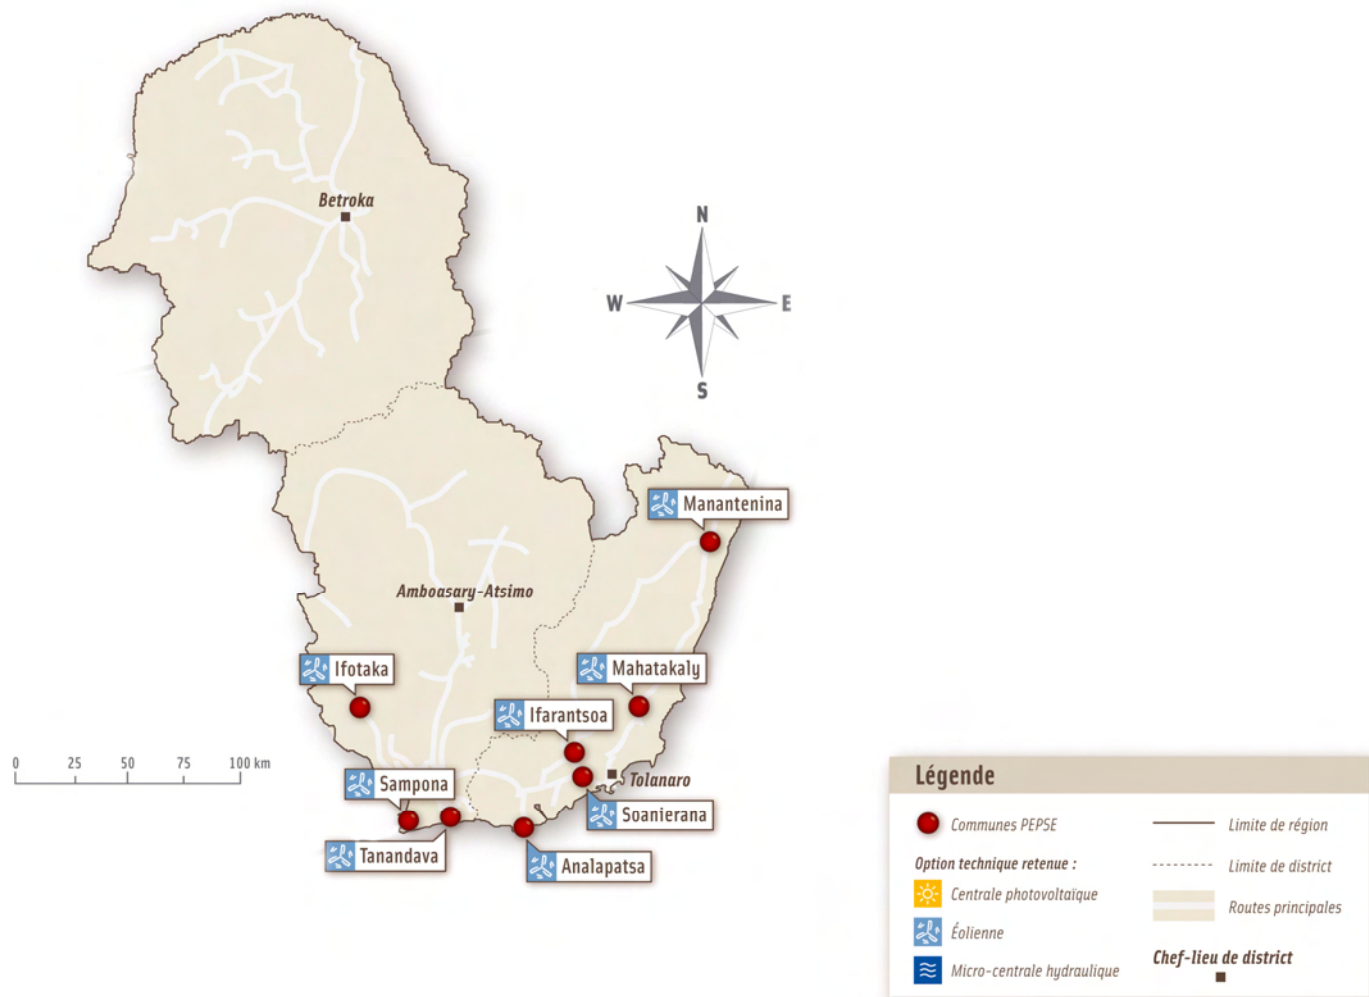 Betroka
N
W
E
S
Manantenina
Amboasary-Atsimo
Ifotaka
Mahatakaly
Ifarantsoa
0 25 50 75 100 km
Sampona
Tolanaro
Soanierana
Tanandava
Analapatsa
Légende
Communes PEPSE
Option technique retenue :
Centrale photovoltaïque
Éolienne
Micro-centrale hydraulique
Limite de région
Limite de district
Routes principales
Chef-lieu de district